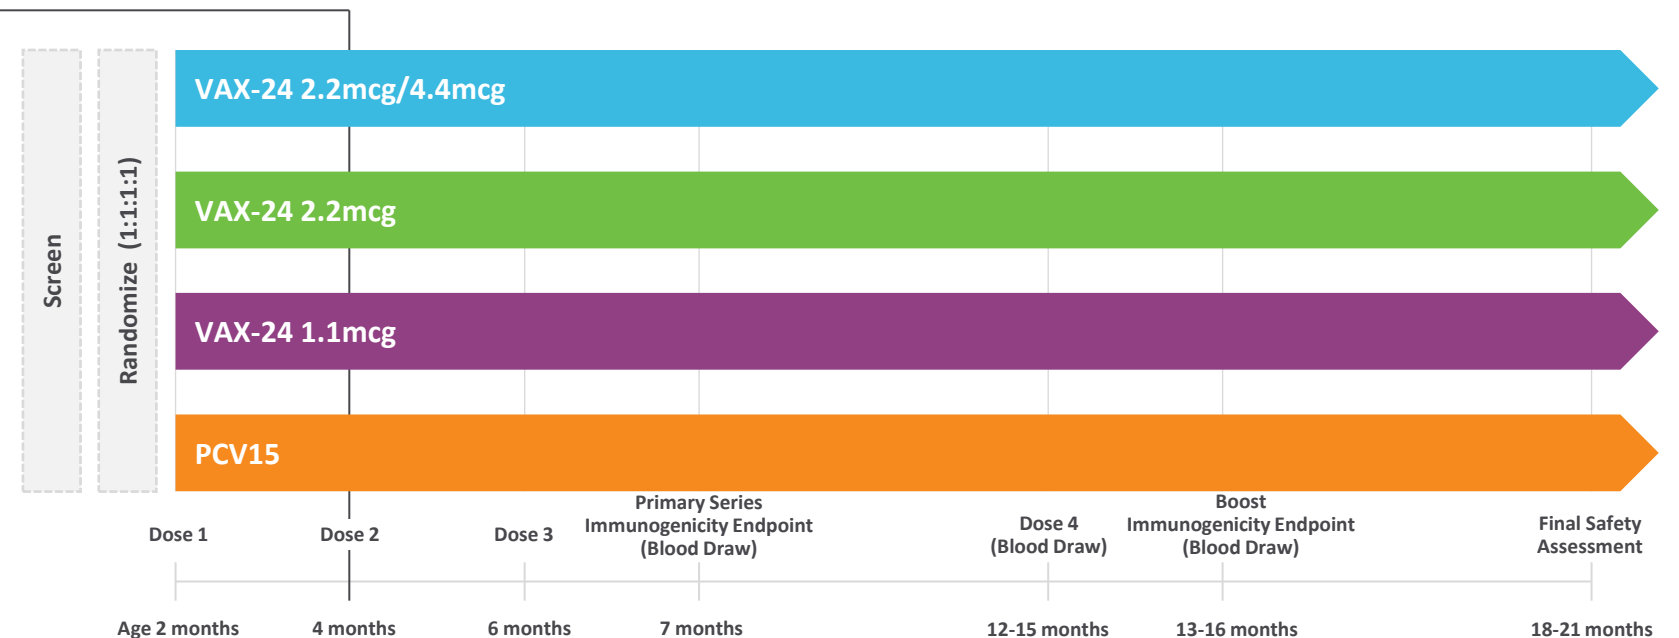 Screen
Randomize (1:1:1:1)
VAX-24 2.2mcg/4.4mcg
VAX-24 2.2mcg
VAX-24 1.1mcg
PCV15
Dose 1
Dose 2
Dose 3
Primary Series
Immunogenicity Endpoint
(Blood Draw)
Dose 4
(Blood Draw)
Boost
Immunogenicity Endpoint
(Blood Draw)
Final Safety
Assessment
Age 2 months
4 months
6 months
7 months
12-15 months
13-16 months
18-21 months